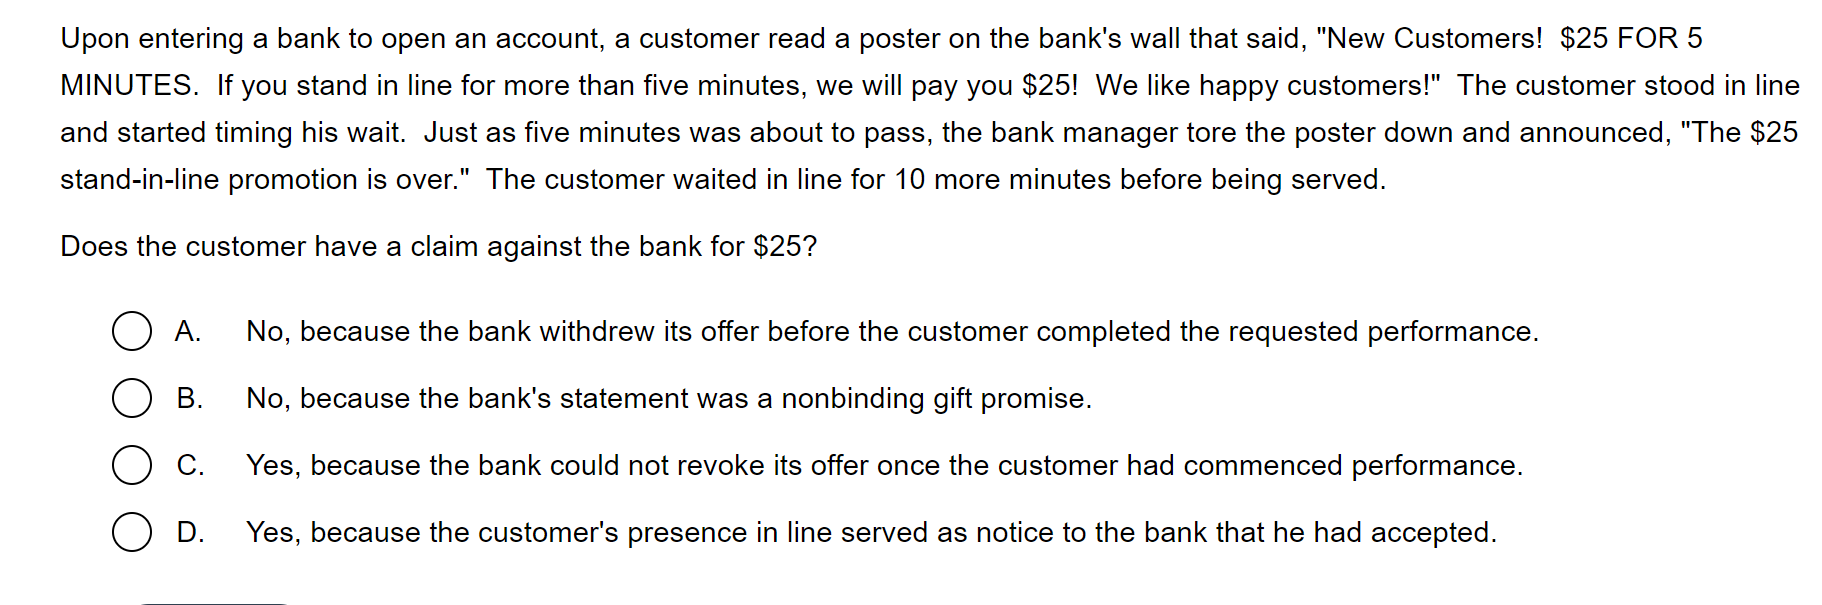 Upon entering a bank to open an account, a customer read a poster on the bank's wall that said, "New Customers!  $25 FOR 5
MINUTES.  If you stand in line for more than five minutes, we will pay you $25!  We like happy customers!"  The customer stood in line
and started timing his wait.  Just as five minutes was about to pass, the bank manager tore the poster down and announced, "The $25
stand-in-line promotion is over."  The customer waited in line for 10 more minutes before being served.
Does the customer have a claim against the bank for $25?
A. No, because the bank withdrew its offer before the customer completed the requested performance.
B. No, because the bank's statement was a nonbinding gift promise.
C. Yes, because the bank could not revoke its offer once the customer had commenced performance.
D. Yes, because the customer's presence in line served as notice to the bank that he had accepted.